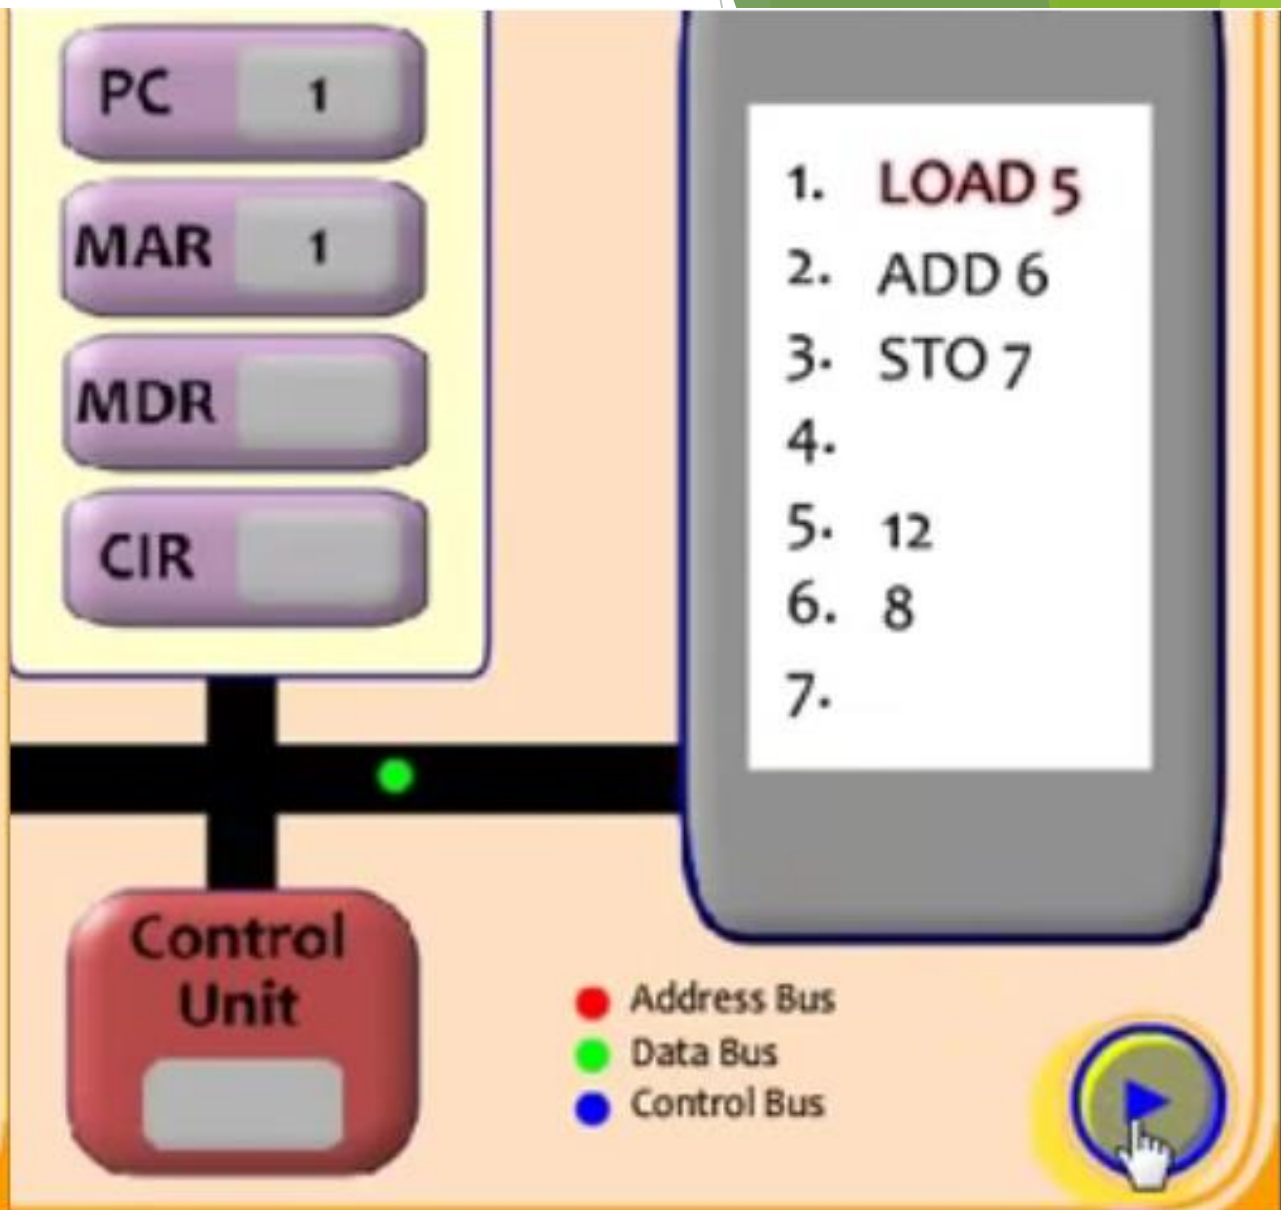 PC 1
MAR 1
MDR
CIR
1. LOAD 5
2. ADD 6
3. STO 7
4.
5. 12
6. 8
7.
Control
Unit
Address Bus
Data Bus
Control Bus